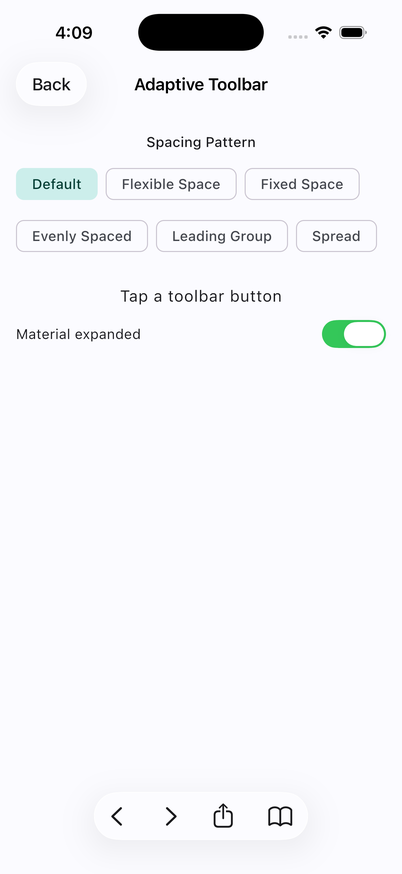 4:09
Back
Adaptive Toolbar
Spacing Pattern
Default Flexible Space Fixed Space
Evenly Spaced Leading Group Spread
Tap a toolbar button
Material expanded